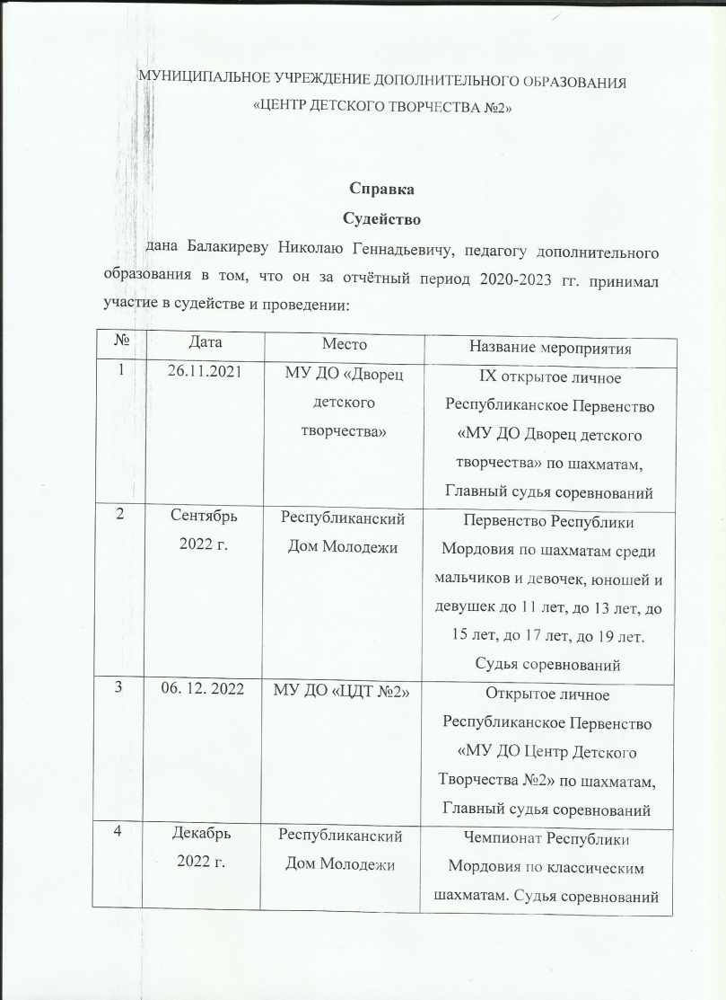 МУНИЦИПАЛЬНОЕ УЧРЕЖДЕНИЕ ДОПОЛНИТЕЛЬНОГО ОБРАЗОВАНИЯ
«ЦЕНТР ДЕТСКОГО ТВОРЧЕСТВА №2»
Справка
Судейство
дана Балакиреву Николаю Геннадьевичу, педагогу дополнительного
образования в том, что он за отчётный период 2020-2023 гг. принимал
участие в судействе и проведении:
№ Дата Место Название мероприятия
1 26.11.2021 МУ ДО «Дворец IX открытое личное
детского Республиканское Первенство
творчества» «МУ ДО Дворец детского
творчества» по шахматам,
Главный судья соревнований
2 Сентябрь Республиканский Первенство Республики
2022 г. Дом Молодежи Мордовия по шахматам среди
мальчиков и девочек, юношей и
девушек до 11 лет, до 13 лет, до
15 лет, до 17 лет, до 19 лет.
Судья соревнований
3 06. 12. 2022 МУ ДО «ЦДТ №2» Открытое личное
Республиканское Первенство
«МУ ДО Центр Детского
Творчества №2» по шахматам,
Главный судья соревнований
4 Декабрь Республиканский Чемпионат Республики
2022 г. Дом Молодежи Мордовия по классическим
шахматам. Судья соревнований